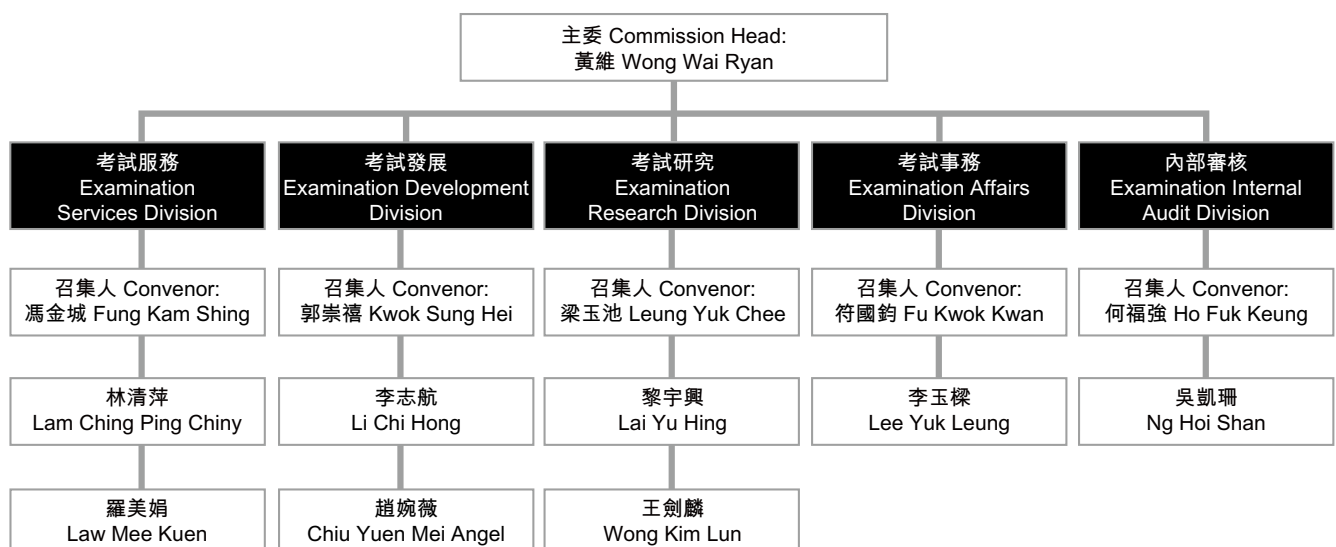 主委 Commission Head:
黃維 Wong Wai Ryan
考試服務
Examination
Services Division
考試發展
Examination Development
Division
考試研究
Examination
Research Division
考試事務
Examination Affairs
Division
內部審核
Examination Internal
Audit Division
召集人 Convenor:
馮金城 Fung Kam Shing
召集人 Convenor:
郭崇禧 Kwok Sung Hei
召集人 Convenor:
梁玉池 Leung Yuk Chee
召集人 Convenor:
符國鈞 Fu Kwok Kwan
召集人 Convenor:
何福強 Ho Fuk Keung
林清萍
Lam Ching Ping Chiny
李志航
Li Chi Hong
黎宇興
Lai Yu Hing
李玉樑
Lee Yuk Leung
吳凱珊
Ng Hoi Shan
羅美娟
Law Mee Kuen
趙婉薇
Chiu Yuen Mei Angel
王劍麟
Wong Kim Lun